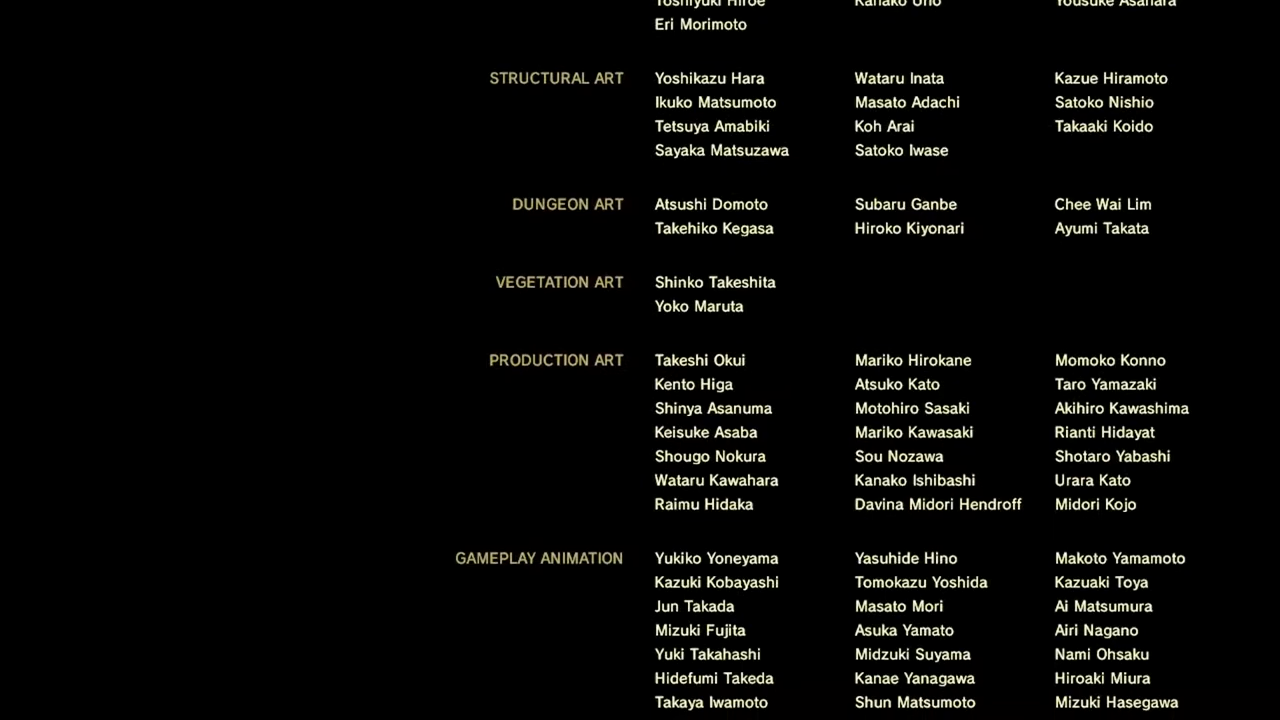 Toshiyuki Hiroe Kanako Uno Yousuke Asahara
Eri Morimoto
STRUCTURAL ART Yoshikazu Hara Wataru Inata Kazue Hiramoto
Ikuko Matsumoto Masato Adachi Satoko Nishio
Tetsuya Amabiki Koh Arai Takaaki Koido
Sayaka Matsuzawa Satoko Iwase
DUNGEON ART Atsushi Domoto Subaru Ganbe Chee Wai Lim
Takehiko Kegasa Hiroko Kiyonari Ayumi Takata
VEGETATION ART Shinko Takeshita
Yoko Maruta
PRODUCTION ART Takeshi Okui Mariko Hirokane Momoko Konno
Kento Higa Atsuko Kato Taro Yamazaki
Shinya Asanuma Motohiro Sasaki Akihiro Kawashima
Keisuke Asaba Mariko Kawasaki Rianti Hidayat
Shougo Nokura Sou Nozawa Shotaro Yabashi
Wataru Kawahara Kanako Ishibashi Urara Kato
Raimu Hidaka Davina Midori Hendroff Midori Kojo
GAMEPLAY ANIMATION Yukiko Yoneyama Yasuhide Hino Makoto Yamamoto
Kazuki Kobayashi Tomokazu Yoshida Kazuaki Toya
Jun Takada Masato Mori Ai Matsumura
Mizuki Fujita Asuka Yamato Airi Nagano
Yuki Takahashi Midzuki Suyama Nami Ohsaku
Hidefumi Takeda Kanae Yanagawa Hiroaki Miura
Takaya Iwamoto Shun Matsumoto Mizuki Hasegawa